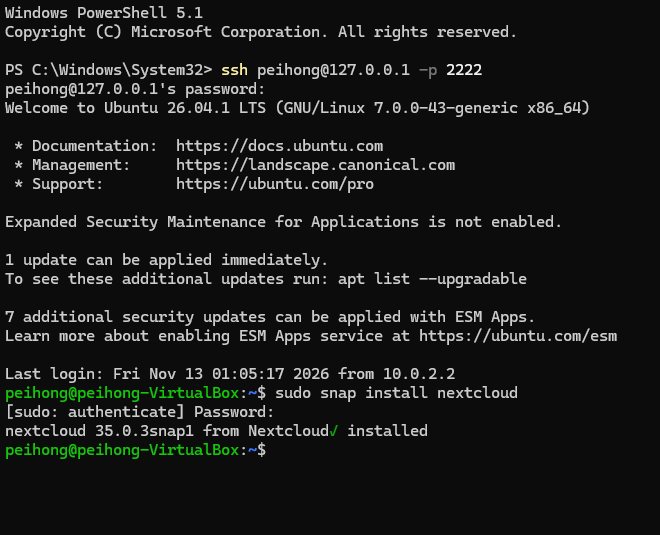 Windows PowerShell 5.1
Copyright (C) Microsoft Corporation. All rights reserved.
PS C:\Windows\System32> ssh peihong@127.0.0.1 -p 2222
peihong@127.0.0.1's password:
Welcome to Ubuntu 26.04.1 LTS (GNU/Linux 7.0.0-43-generic x86_64)
* Documentation:  https://docs.ubuntu.com
* Management:     https://landscape.canonical.com
* Support:        https://ubuntu.com/pro
Expanded Security Maintenance for Applications is not enabled.
1 update can be applied immediately.
To see these additional updates run: apt list --upgradable
7 additional security updates can be applied with ESM Apps.
Learn more about enabling ESM Apps service at https://ubuntu.com/esm
Last login: Fri Nov 13 01:05:17 2026 from 10.0.2.2
peihong@peihong-VirtualBox:~$ sudo snap install nextcloud
[sudo: authenticate] Password:
nextcloud 35.0.3snap1 from Nextcloud✓ installed
peihong@peihong-VirtualBox:~$